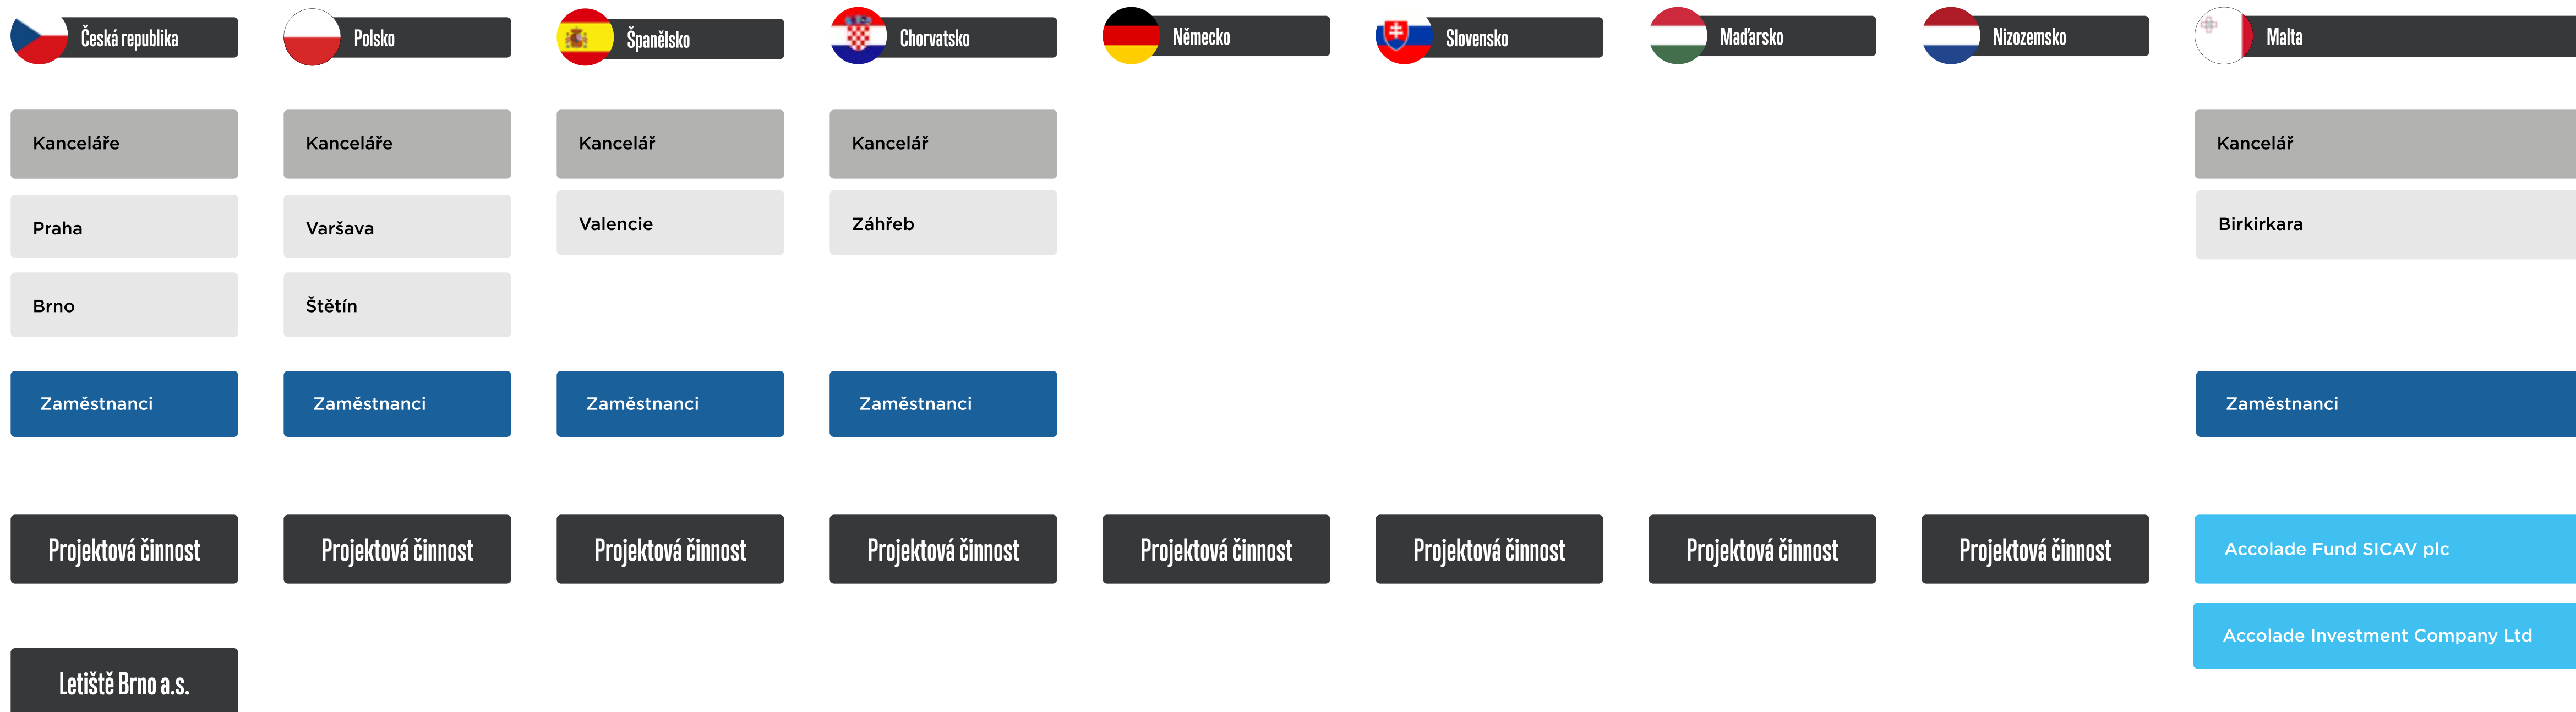 Česká republika
Polsko
Španělsko
Chorvatsko
Německo
Slovensko
Maďarsko
Nizozemsko
Malta
Kanceláře
Kanceláře
Kancelář
Kancelář
Kancelář
Praha
Varšava
Valencie
Záhřeb
Birkirkara
Brno
Štětín
Zaměstnanci
Zaměstnanci
Zaměstnanci
Zaměstnanci
Zaměstnanci
Projektová činnost
Projektová činnost
Projektová činnost
Projektová činnost
Projektová činnost
Projektová činnost
Projektová činnost
Projektová činnost
Accolade Fund SICAV plc
Accolade Investment Company Ltd
Letiště Brno a.s.